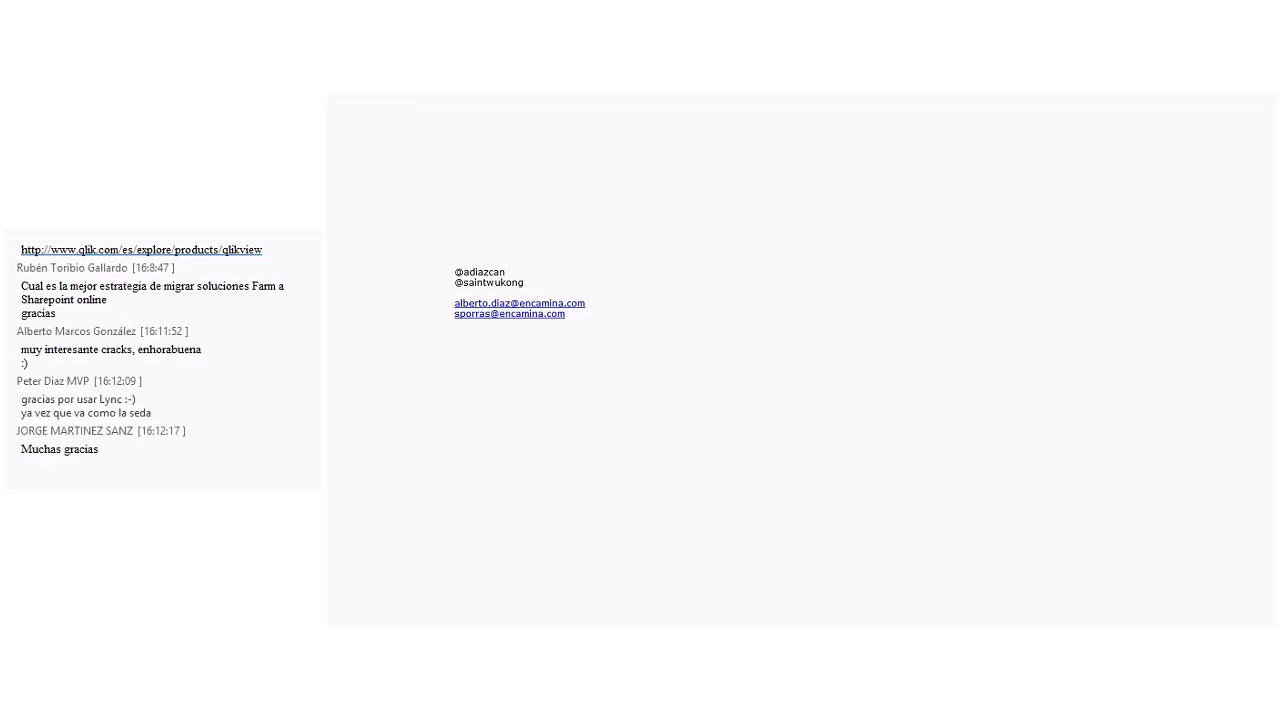 http://www.qlik.com/es/explore/products/qlikview
Rubén Toribio Gallardo [16:8:47 ]
Cual es la mejor estrategia de migrar soluciones Farm a
Sharepoint online
gracias
Alberto Marcos González [16:11:52 ]
muy interesante cracks, enhorabuena
:)
Peter Diaz MVP [16:12:09 ]
gracias por usar Lync :-)
ya vez que va como la seda
JORGE MARTINEZ SANZ [16:12:17 ]
Muchas gracias
@adiazcan
@saintwukong
alberto.diaz@encamina.com
sporras@encamina.com